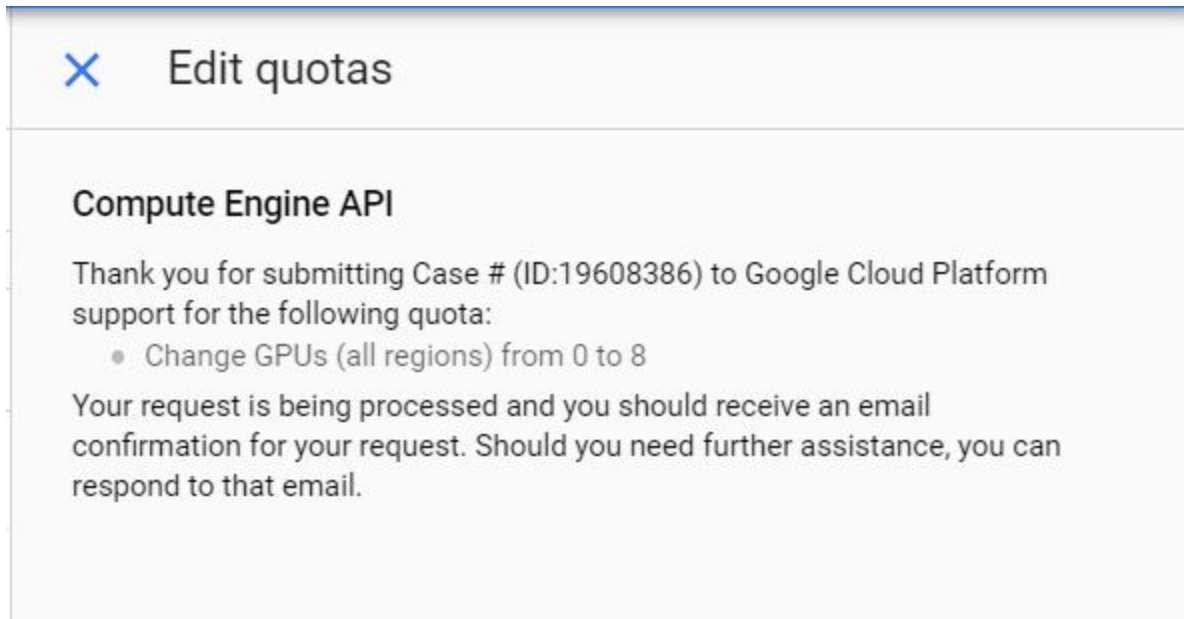 Edit quotas
Compute Engine API
Thank you for submitting Case # (ID:19608386) to Google Cloud Platform
support for the following quota:
• Change GPUs (all regions) from 0 to 8
Your request is being processed and you should receive an email
confirmation for your request. Should you need further assistance, you can
respond to that email.